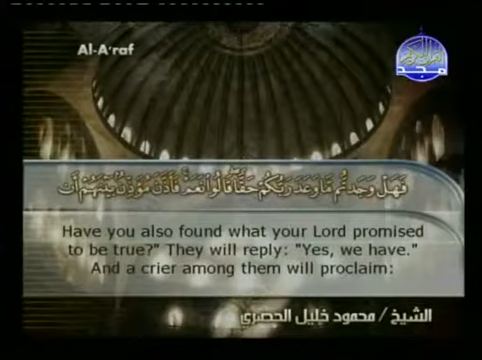 Al-A'raf
مجد
فَهَلْ وَجَدتُّم مَّا وَعَدَ رَبُّكُمْ حَقًّا قَالُوا نَعَمْ فَأَذَّنَ مُؤَذِّنٌ بَيْنَهُمْ أَن
Have you also found what your Lord promised
to be true?" They will reply: "Yes, we have."
And a crier among them will proclaim:
الشيخ / محمود خليل الحصري